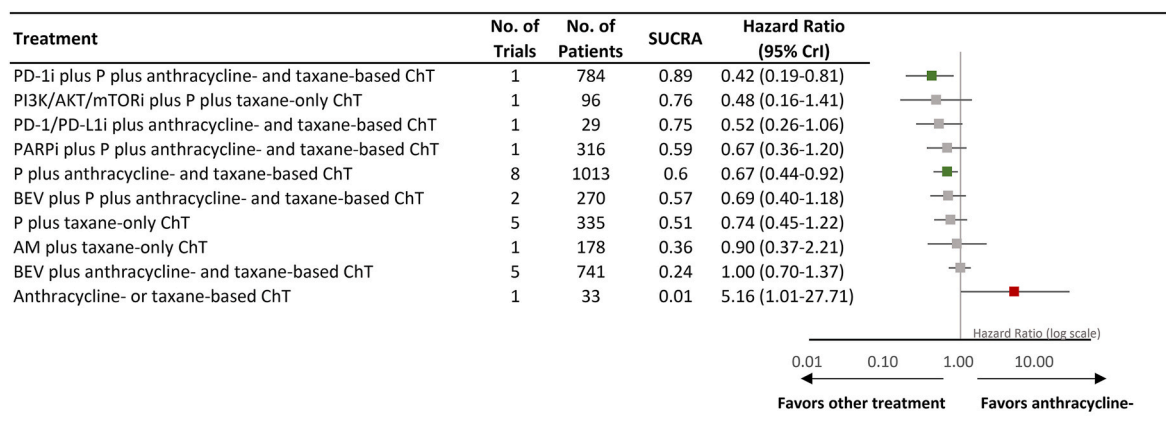 Treatment No. of Trials No. of Patients SUCRA Hazard Ratio (95% CrI)
PD-1i plus P plus anthracycline- and taxane-based ChT 1 784 0.89 0.42 (0.19-0.81)
PI3K/AKT/mTORi plus P plus taxane-only ChT 1 96 0.76 0.48 (0.16-1.41)
PD-1/PD-L1i plus anthracycline- and taxane-based ChT 1 29 0.75 0.52 (0.26-1.06)
PARPi plus P plus anthracycline- and taxane-based ChT 1 316 0.59 0.67 (0.36-1.20)
P plus anthracycline- and taxane-based ChT 8 1013 0.6 0.67 (0.44-0.92)
BEV plus P plus anthracycline- and taxane-based ChT 2 270 0.57 0.69 (0.40-1.18)
P plus taxane-only ChT 5 335 0.51 0.74 (0.45-1.22)
AM plus taxane-only ChT 1 178 0.36 0.90 (0.37-2.21)
BEV plus anthracycline- and taxane-based ChT 5 741 0.24 1.00 (0.70-1.37)
Anthracycline- or taxane-based ChT 1 33 0.01 5.16 (1.01-27.71)
Hazard Ratio (log scale)
0.01 0.10 1.00 10.00
Favors other treatment Favors anthracycline-